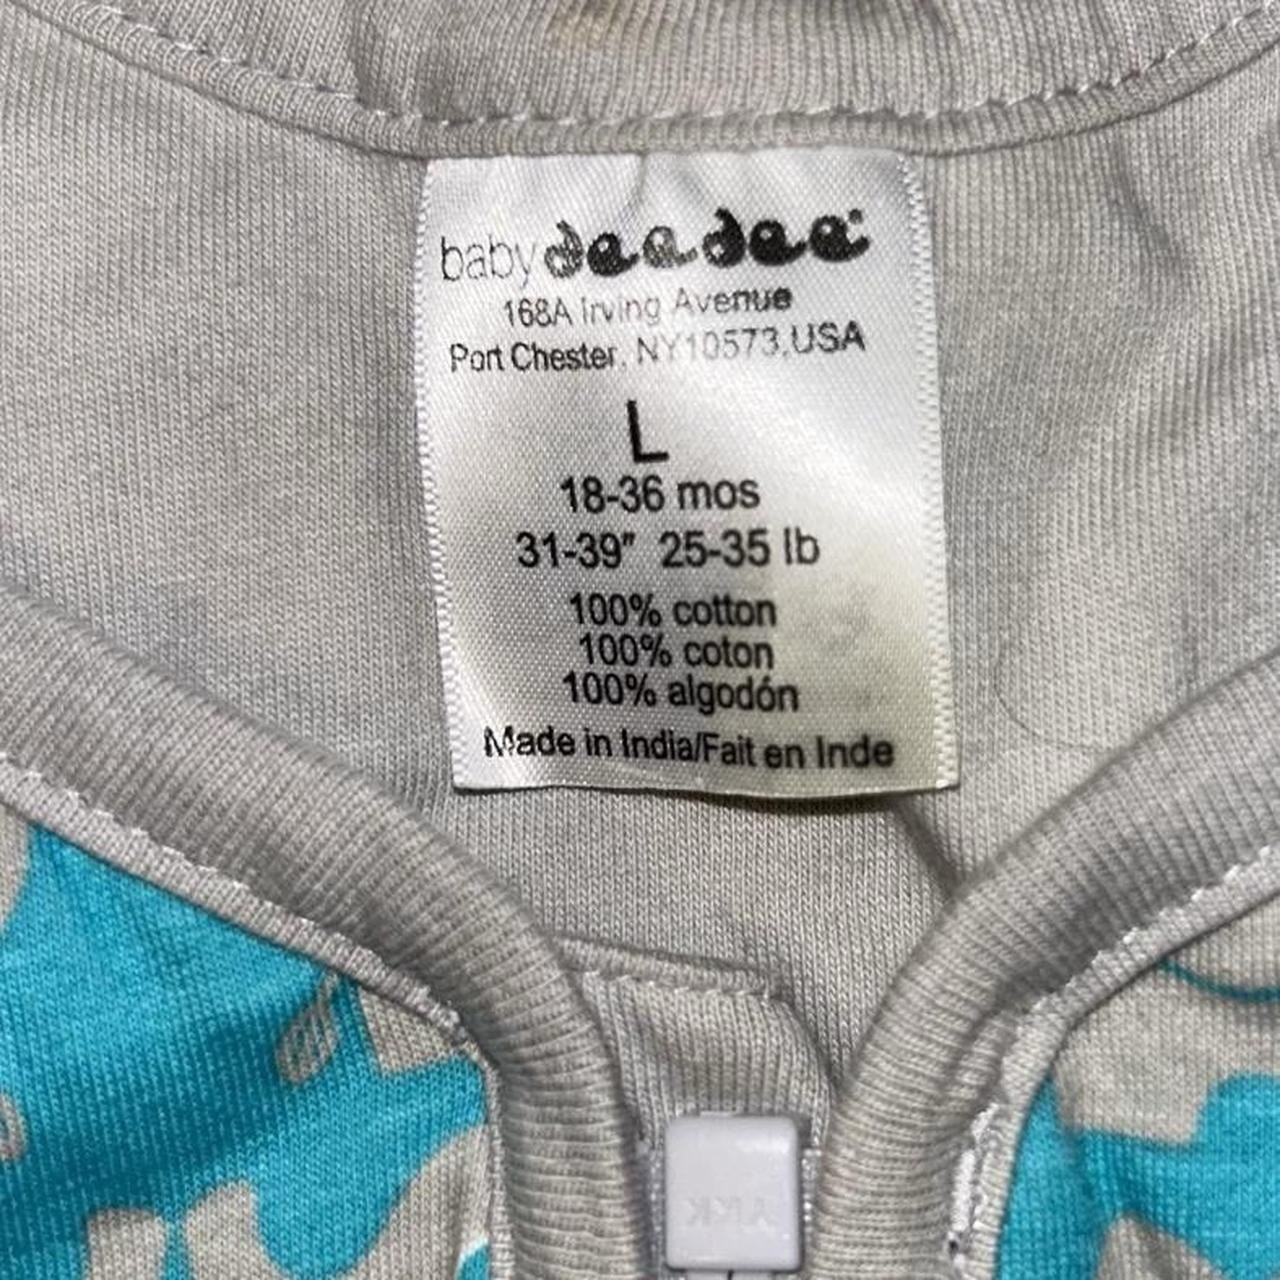 baby deedee
168A Irving Avenue
Port Chester, NY10573,USA
L
18-36 mos
31-39" 25-35 lb
100% cotton
100% coton
100% algodón
Made in India/Fait en Inde
YKK